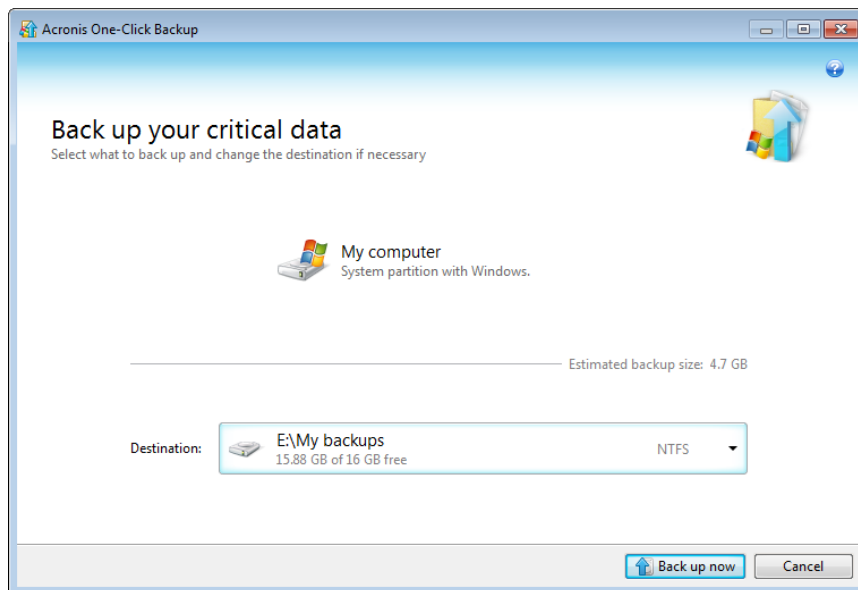 Acronis One-Click Backup
Back up your critical data
Select what to back up and change the destination if necessary
My computer
System partition with Windows.
Estimated backup size: 4.7 GB
Destination:
E:\My backups
15.88 GB of 16 GB free
NTFS
Back up now
Cancel